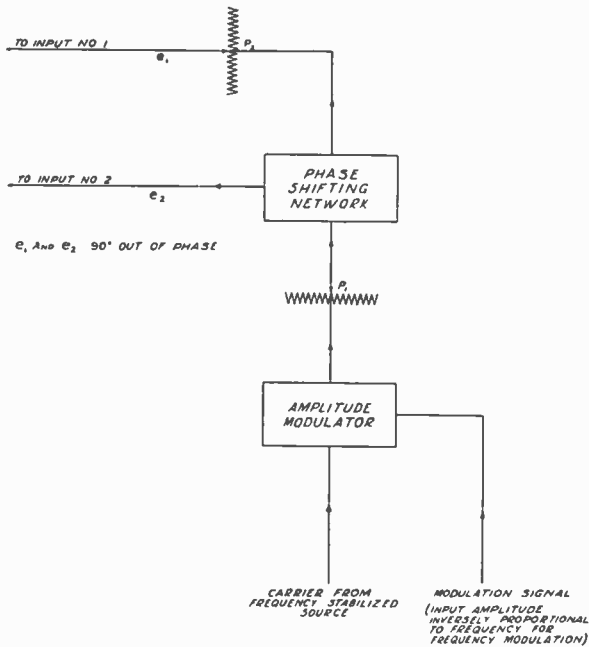 TO INPUT NO 1
e₁
P₂
PHASE
SHIFTING
NETWORK
TO INPUT NO 2
e₂
e₁ AND e₂ 90° OUT OF PHASE
P₁
AMPLITUDE
MODULATOR
CARRIER FROM
FREQUENCY STABILIZED
SOURCE
MODULATION SIGNAL
(INPUT AMPLITUDE
INVERSELY PROPORTIONAL
TO FREQUENCY FOR
FREQUENCY MODULATION)